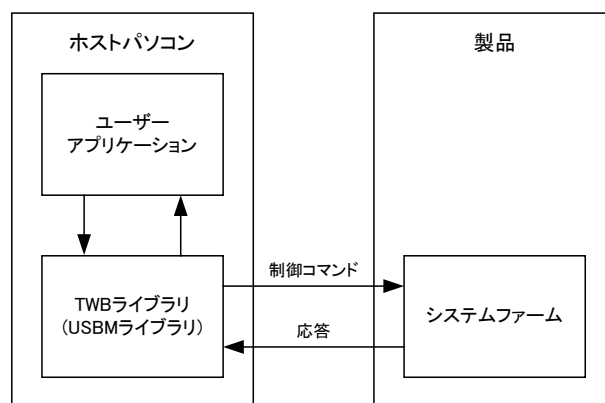 ホストパソコン
製品
ユーザー
アプリケーション
制御コマンド
TWBライブラリ
(USBMライブラリ)
システムファーム
応答